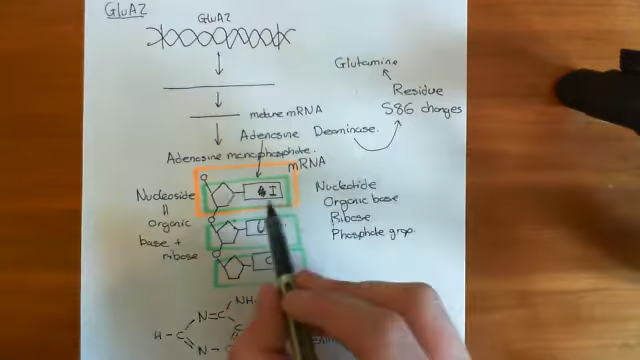 GluA2
GluA2
Glutamine
Residue
586 changes
mature mRNA
Adenosine Deaminase.
Adenosine monophosphate.
mRNA
Nucleoside
=
organic
base +
ribose
I
U
C
Nucleotide
Organic base
Ribose
Phosphate group
NH
N=C
H-C
C
N